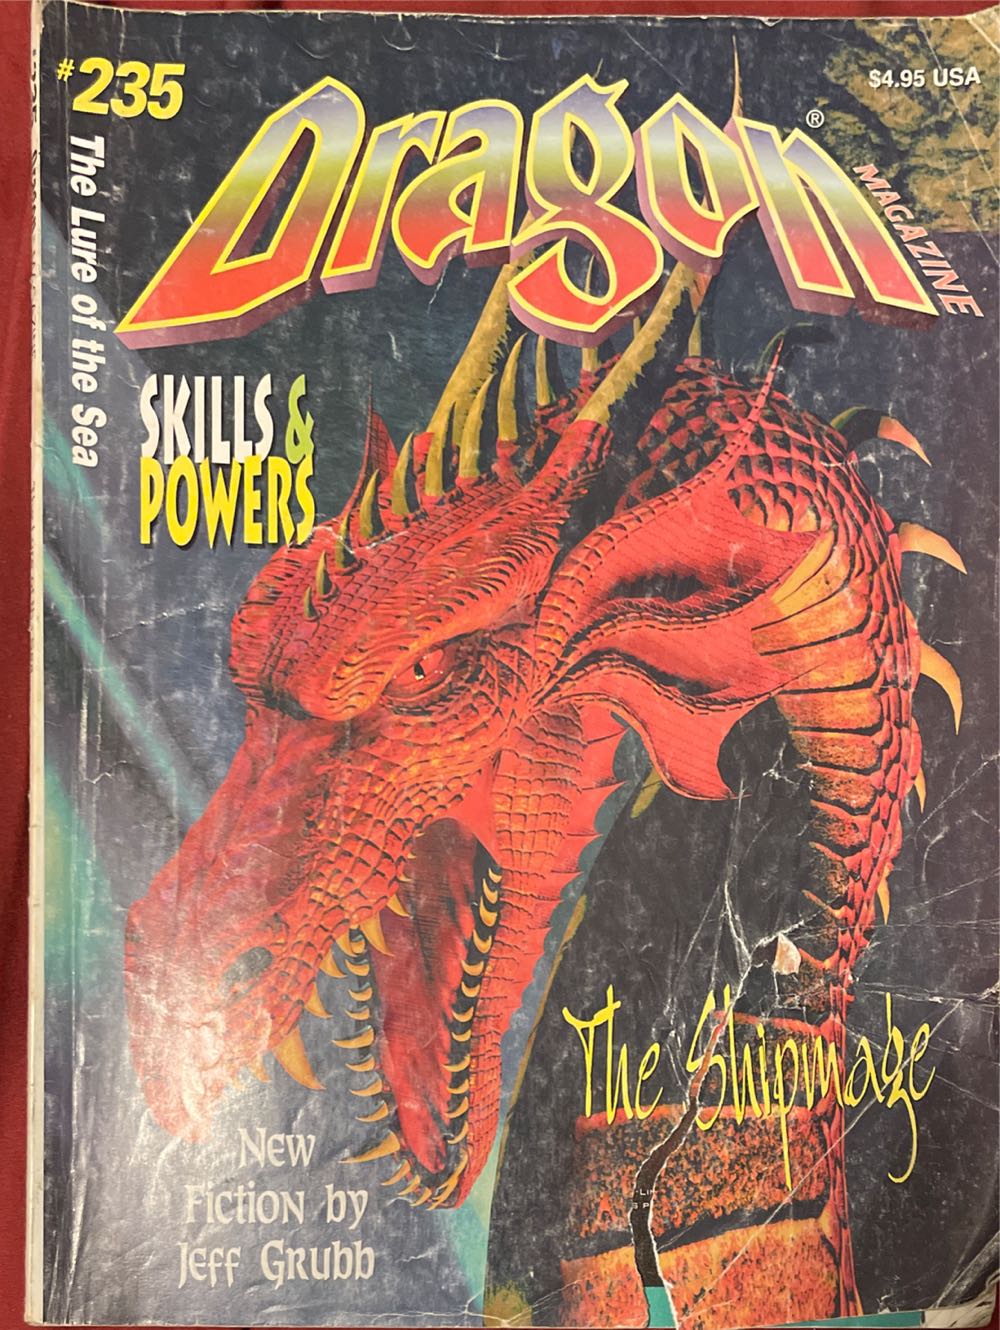 #235
$4.95 USA
Dragon®
MAGAZINE
The Lure of the Sea
SKILLS &
POWERS
The Shipmage
New
Fiction by
Jeff Grubb